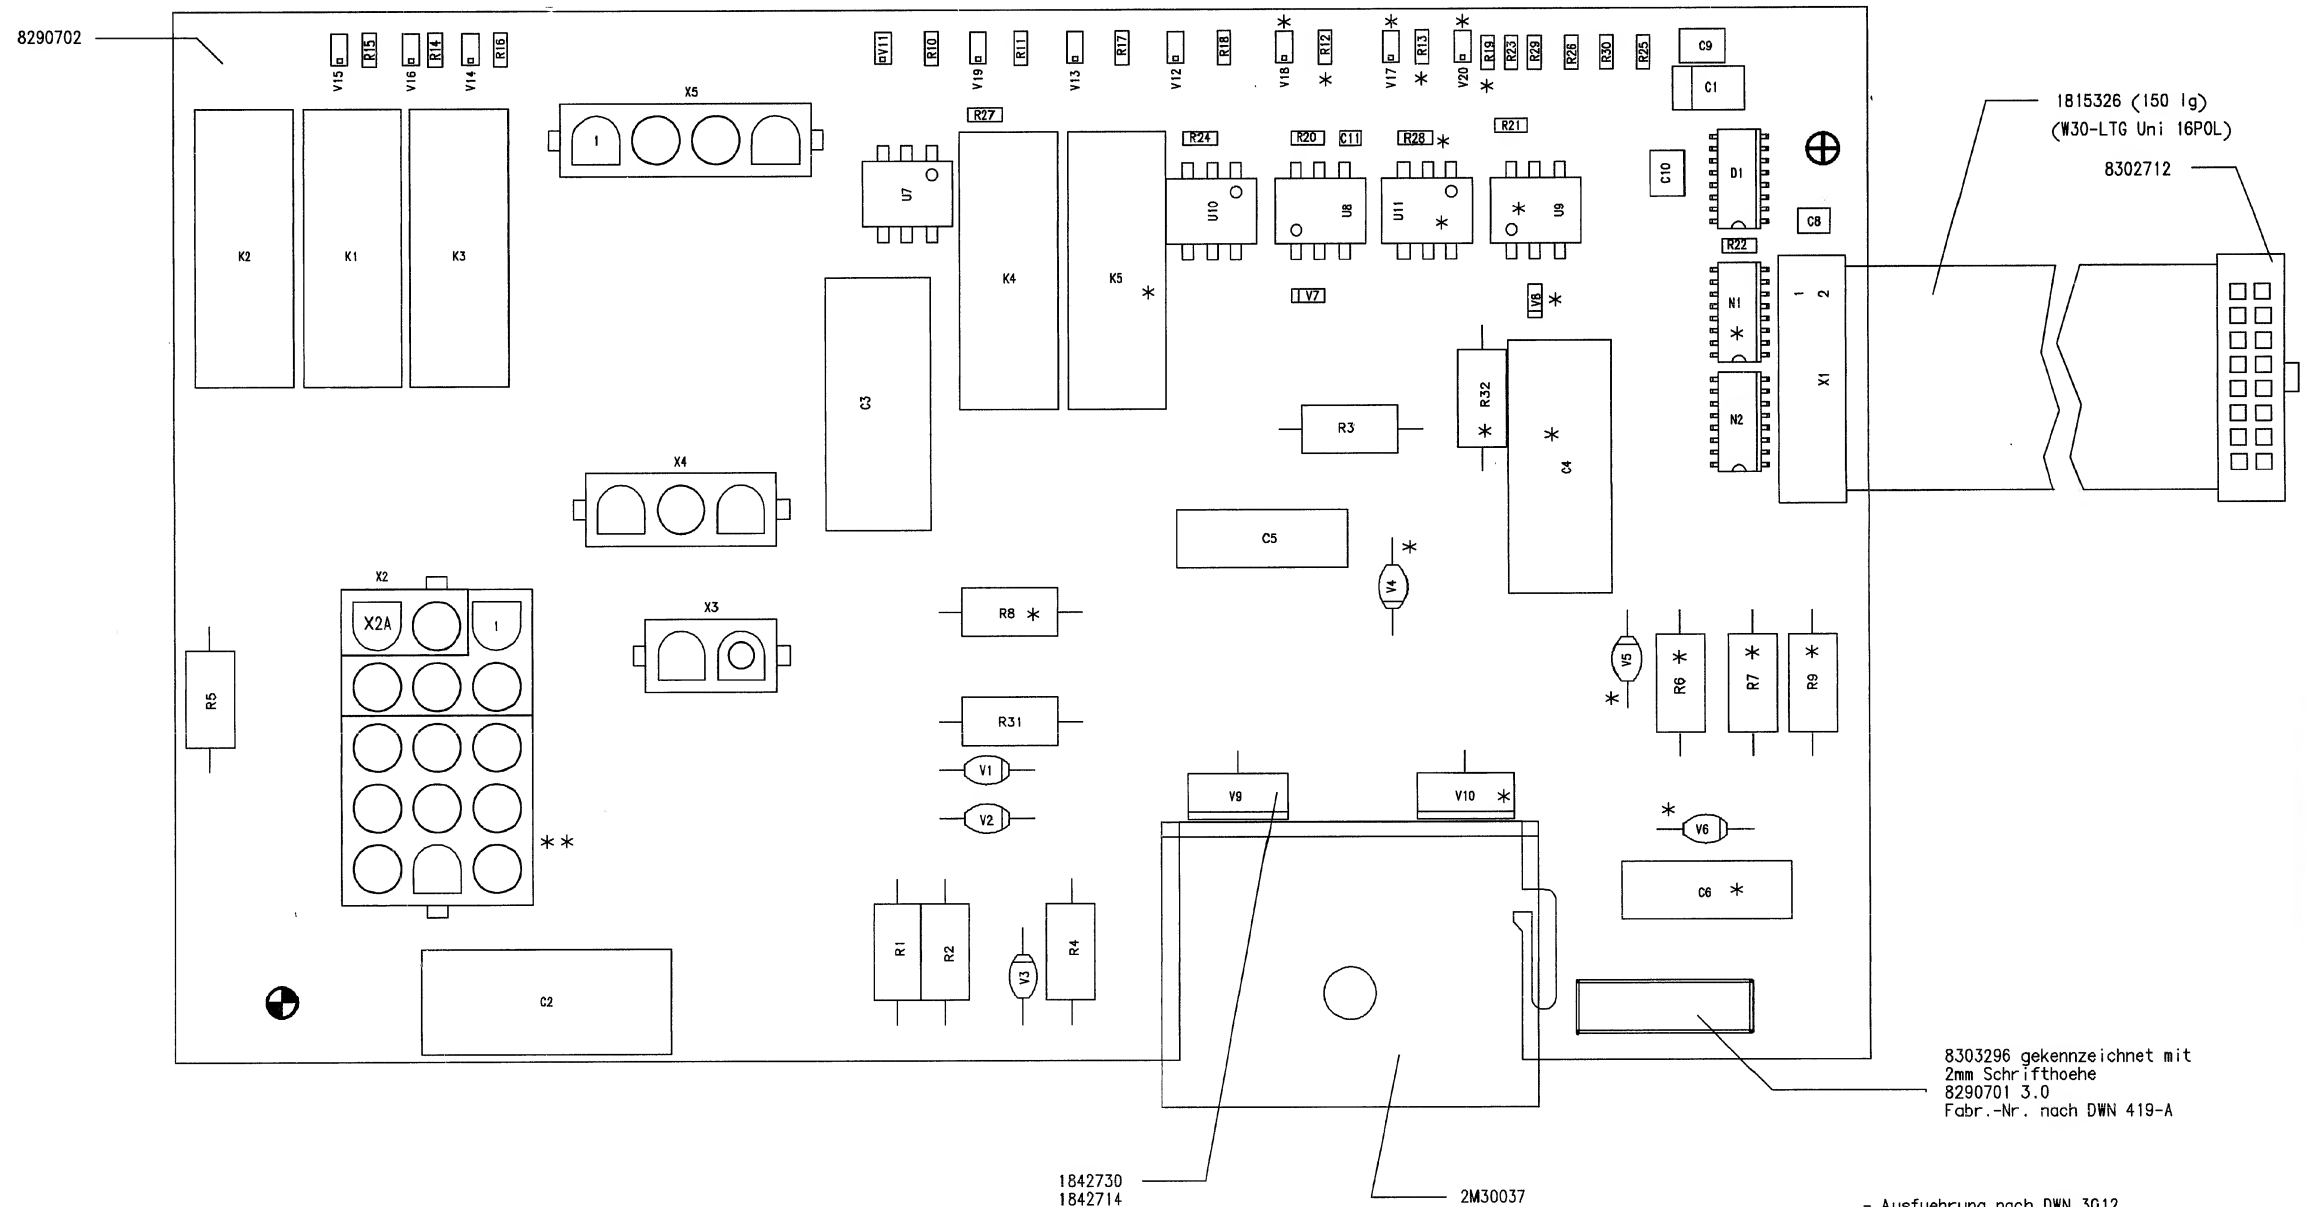 8290702
V15
R15
V16
R14
V14
R16
X5
1
V11
R10
V19
R11
V13
R17
V12
R18
*
V18
R12
*
*
V17
R13
*
*
V20
R19
*
R23
R29
R26
R30
R25
C9
C1
1815326 (150 lg)
(W30-LTG Uni 16POL)
8302712
R27
R24
R20
C11
R28 *
R21
C10
D1
C8
R22
K2
K1
K3
U7
K4
K5
*
U10
U8
U11
*
*
U9
V7
V8 *
N1
*
N2
1 2
X1
C3
R3
R32
*
*
C4
X4
C5
*
V4
X2
X2A
1
X3
R8 *
R5
R31
V1
V2
V5
*
*
R6
*
R7
*
R9
V9
V10 *
*
V6
**
C6 *
R1
R2
V3
R4
C2
8303296 gekennzeichnet mit
2mm Schrifthoehe
8290701 3.0
Fabr.-Nr. nach DWN 419-A
1842730
1842714
2M30037
- Ausfuehrung nach DWN 3012